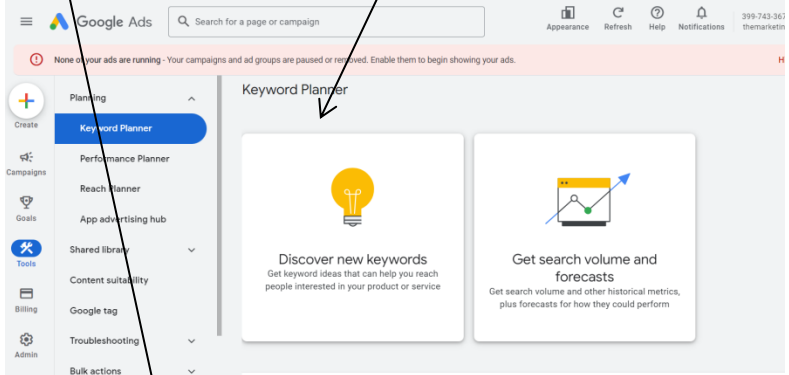 Google Ads
Search for a page or campaign
Appearance
Refresh
Help
Notifications
399-743-367
themarketin
None of your ads are running - Your campaigns and ad groups are paused or removed. Enable them to begin showing your ads.
H
Create
Campaigns
Goals
Tools
Billing
Admin
Planning
Keyword Planner
Performance Planner
Reach Planner
App advertising hub
Shared library
Content suitability
Google tag
Troubleshooting
Bulk actions
Keyword Planner
Discover new keywords
Get keyword ideas that can help you reach
people interested in your product or service
Get search volume and
forecasts
Get search volume and other historical metrics,
plus forecasts for how they could perform